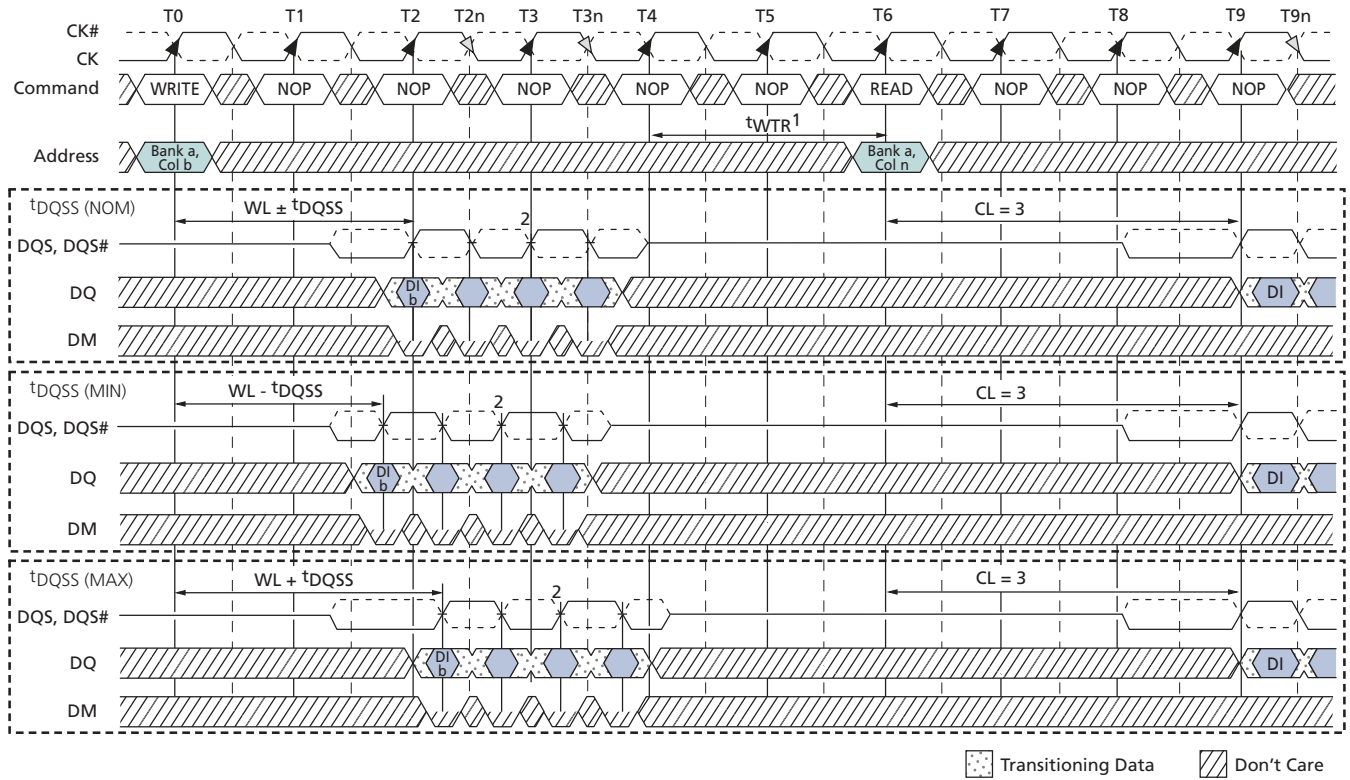 T0 T1 T2 T2n T3 T3n T4 T5 T6 T7 T8 T9 T9n
CK#
CK
Command WRITE NOP NOP NOP NOP NOP READ NOP NOP NOP
tWTR1
Address Bank a, Col b Bank a, Col n
tDQSS (NOM) WL ± tDQSS 2 CL = 3
DQS, DQS#
DQ DI b DI
DM
tDQSS (MIN) WL - tDQSS 2 CL = 3
DQS, DQS#
DQ DI b DI
DM
tDQSS (MAX) WL + tDQSS 2 CL = 3
DQS, DQS#
DQ DI b DI
DM
Transitioning Data Don't Care